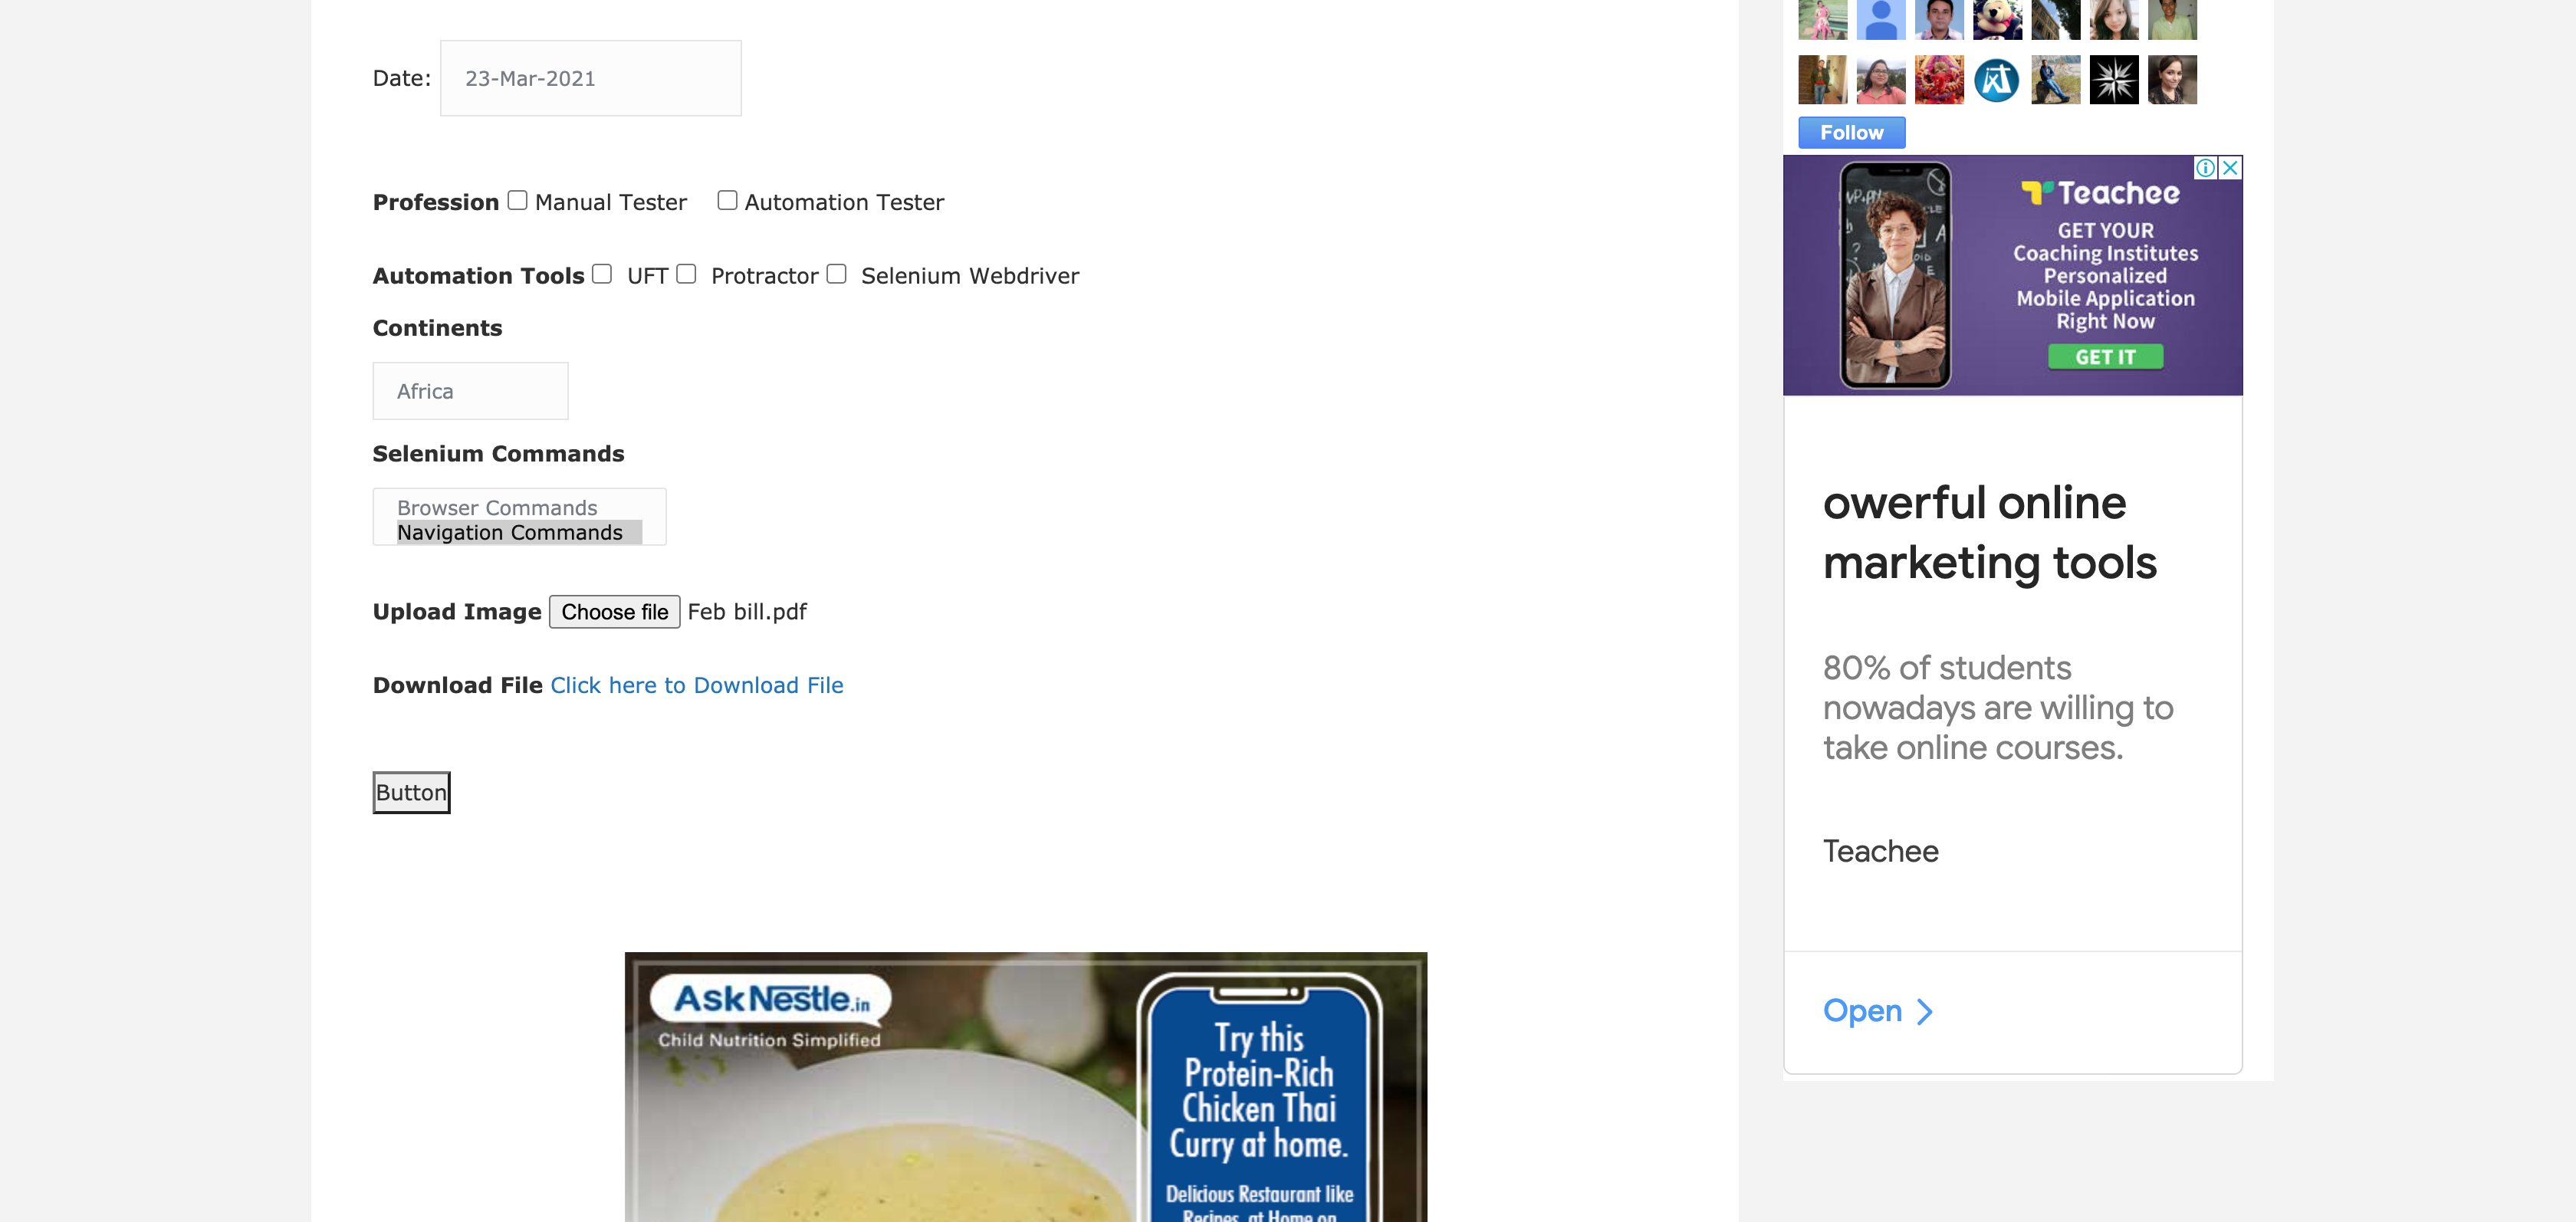 Date: 23-Mar-2021
Profession Manual Tester Automation Tester
Automation Tools UFT Protractor Selenium Webdriver
Continents
Africa
Selenium Commands
Browser Commands
Navigation Commands
Upload Image Choose file Feb bill.pdf
Download File Click here to Download File
Button
AskNestle.in
Child Nutrition Simplified
Try this
Protein-Rich
Chicken Thai
Curry at home.
Delicious Restaurant like
Recipes, at Home on
Follow
Teachee
GET YOUR
Coaching Institutes
Personalized
Mobile Application
Right Now
GET IT
owerful online
marketing tools
80% of students
nowadays are willing to
take online courses.
Teachee
Open